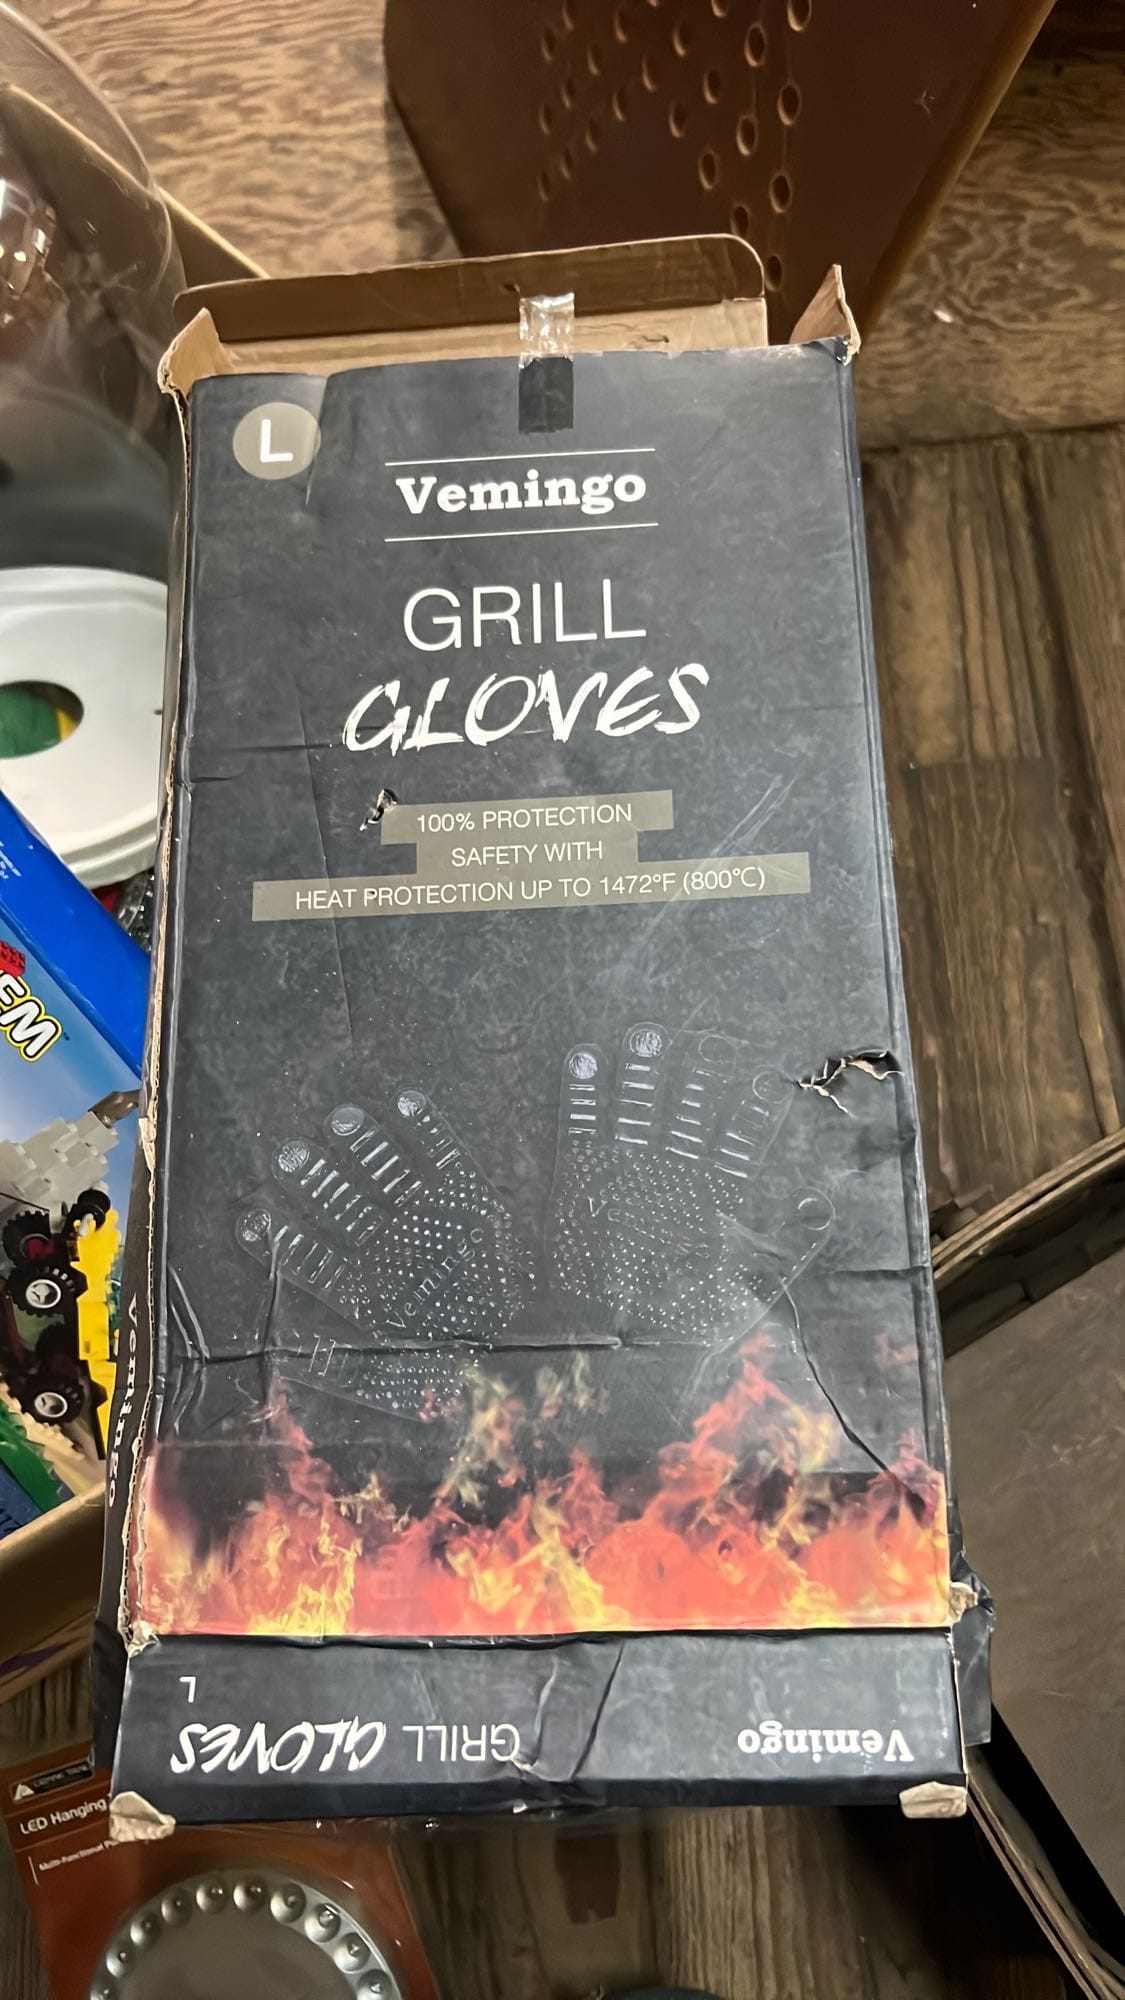 L
Vemingo
GRILL
GLOVES
100% PROTECTION
SAFETY WITH
HEAT PROTECTION UP TO 1472°F (800℃)
Vemingo
Vemingo
Vemingo
L
GRILL GLOVES
Vemingo
EM
LED Hanging